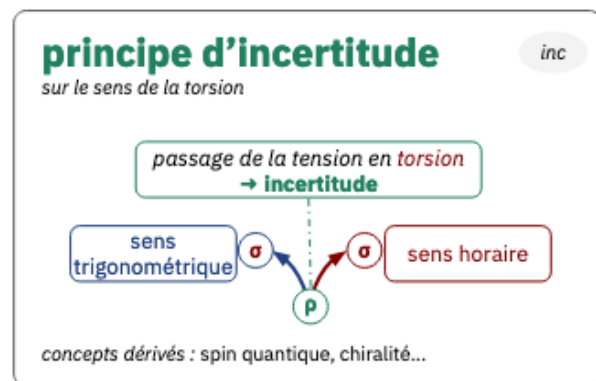 principe d’incertitude
inc
sur le sens de la torsion
passage de la tension en torsion
→ incertitude
sens
trigonométrique
σ
σ
sens horaire
ρ
concepts dérivés : spin quantique, chiralité...